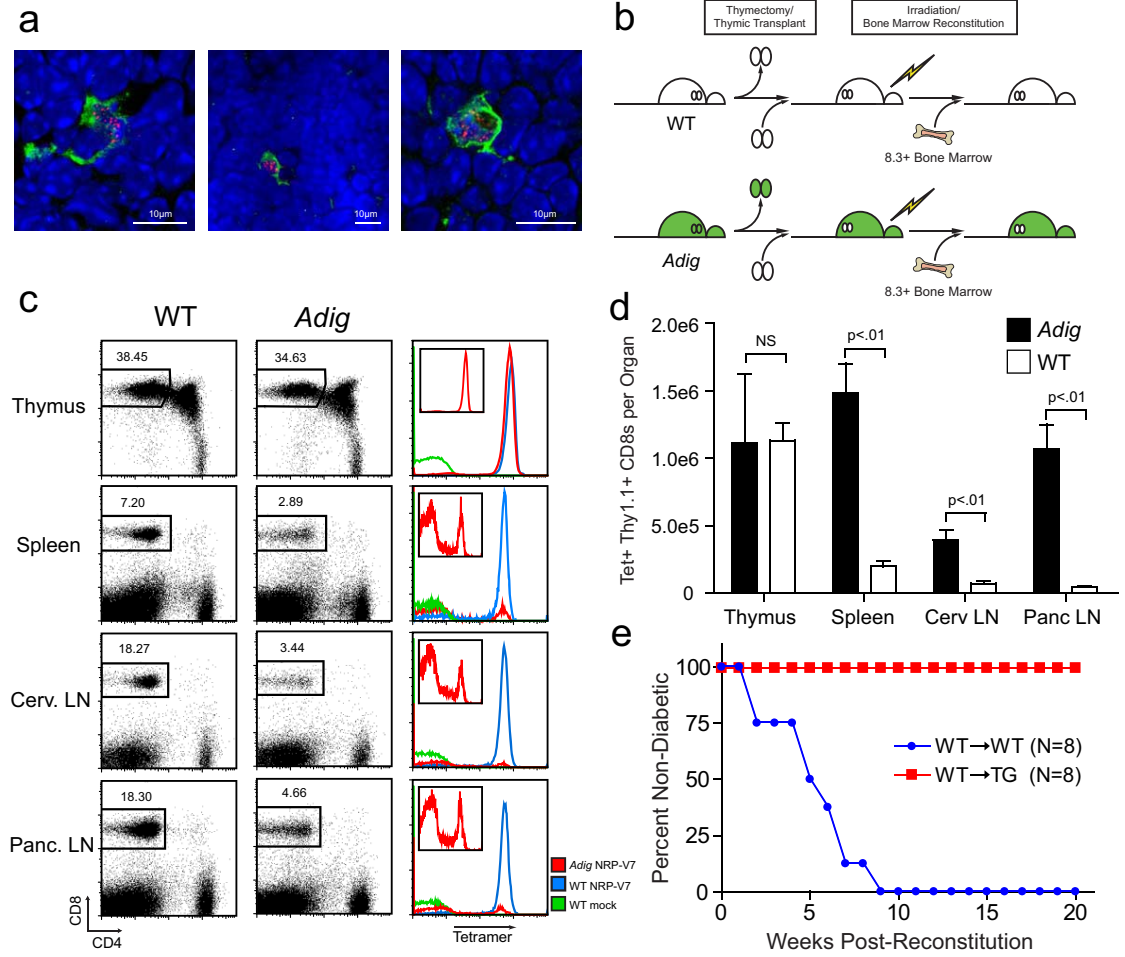 a
10µm
10µm
10µm
b
Thymectomy/
Thymic Transplant
Irradiation/
Bone Marrow Reconstitution
WT
8.3+ Bone Marrow
Adig
8.3+ Bone Marrow
c
WT
Adig
Thymus
38.45
34.63
Spleen
7.20
2.89
Cerv. LN
18.27
3.44
Panc. LN
18.30
4.66
CD8
CD4
Tetramer
Adig NRP-V7
WT NRP-V7
WT mock
d
Tet+ Thy1.1+ CD8s per Organ
2.0e6
1.5e6
1.0e6
5.0e5
0
NS
p<.01
p<.01
p<.01
Adig
WT
Thymus
Spleen
Cerv LN
Panc LN
e
Percent Non-Diabetic
100
75
50
25
0
WT→WT (N=8)
WT→TG (N=8)
0
5
10
15
20
Weeks Post-Reconstitution